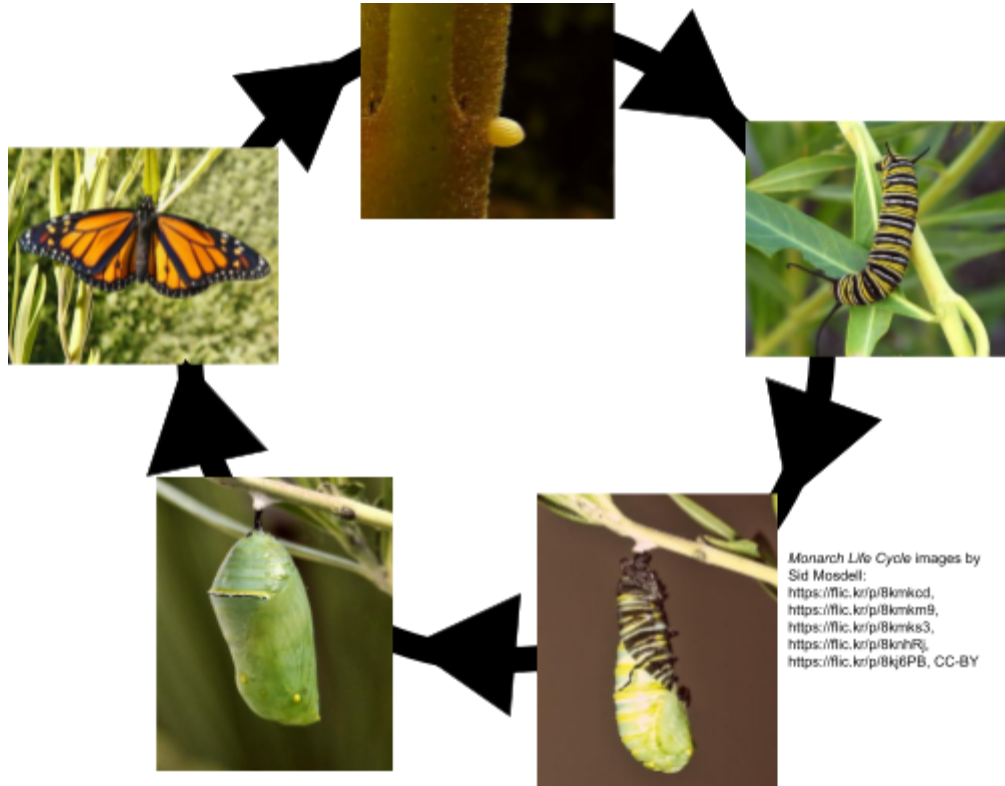 Monarch Life Cycle images by
Sid Mosdell:
https://flic.kr/p/8kmkcd,
https://flic.kr/p/8kmkm9,
https://flic.kr/p/8kmks3,
https://flic.kr/p/8knhRj,
https://flic.kr/p/8kj6PB, CC-BY